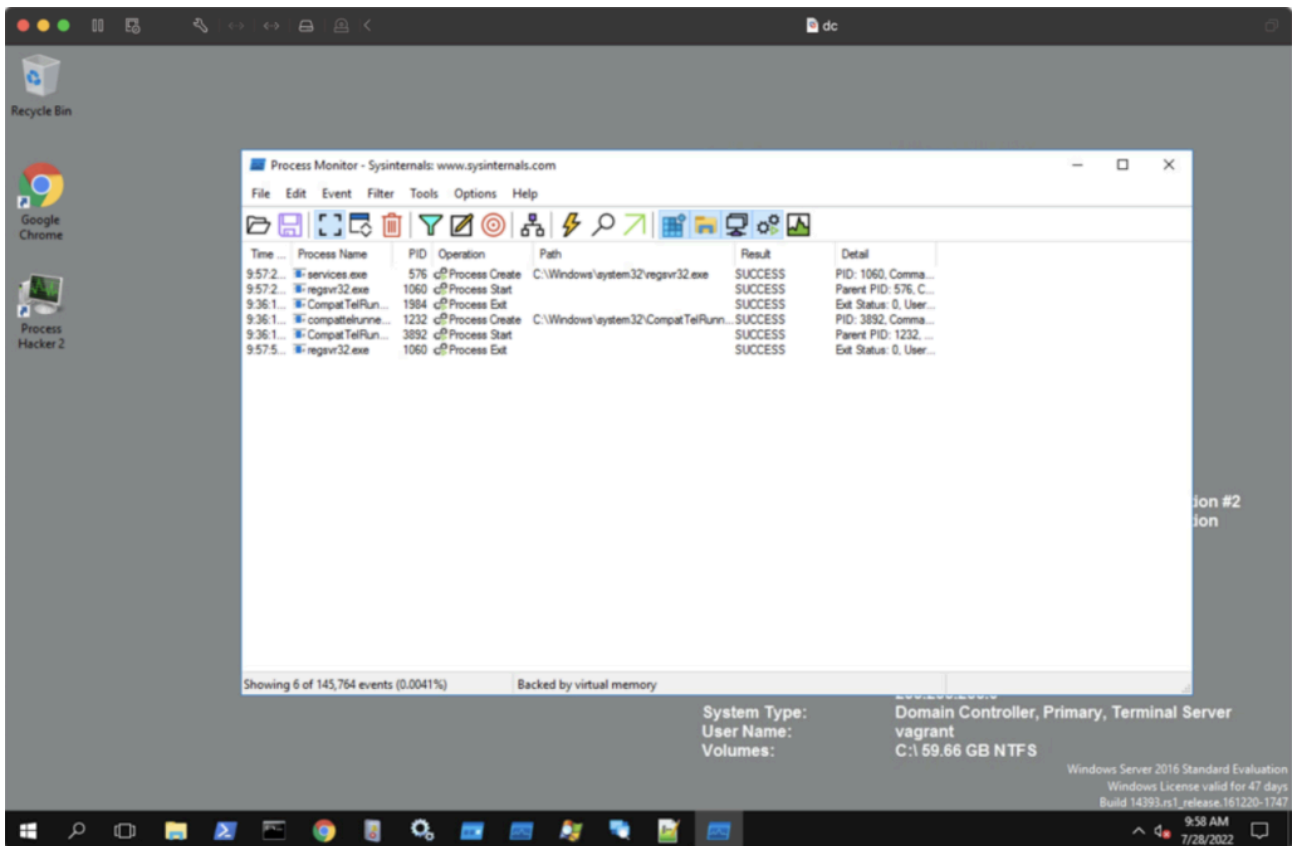 dc
Recycle Bin
Google
Chrome
Process
Hacker 2
Process Monitor - Sysinternals: www.sysinternals.com
File Edit Event Filter Tools Options Help
Time ... Process Name PID Operation Path Result Detail
9:57:2... services.exe 576 Process Create C:\Windows\system32\regsvr32.exe SUCCESS PID: 1060, Comma...
9:57:2... regsvr32.exe 1060 Process Start SUCCESS Parent PID: 576, C...
9:36:1... CompatTelRun... 1984 Process Exit SUCCESS Exit Status: 0, User...
9:36:1... compattelrunne... 1232 Process Create C:\Windows\system32\CompatTelRunn... SUCCESS PID: 3892, Comma...
9:36:1... CompatTelRun... 3892 Process Start SUCCESS Parent PID: 1232, ...
9:57:5... regsvr32.exe 1060 Process Exit SUCCESS Exit Status: 0, User...
ion #2
ion
Showing 6 of 145,764 events (0.0041%) Backed by virtual memory
System Type: Domain Controller, Primary, Terminal Server
User Name: vagrant
Volumes: C:\ 59.66 GB NTFS
Windows Server 2016 Standard Evaluation
Windows License valid for 47 days
Build 14393.rs1_release.161220-1747
9:58 AM
7/28/2022